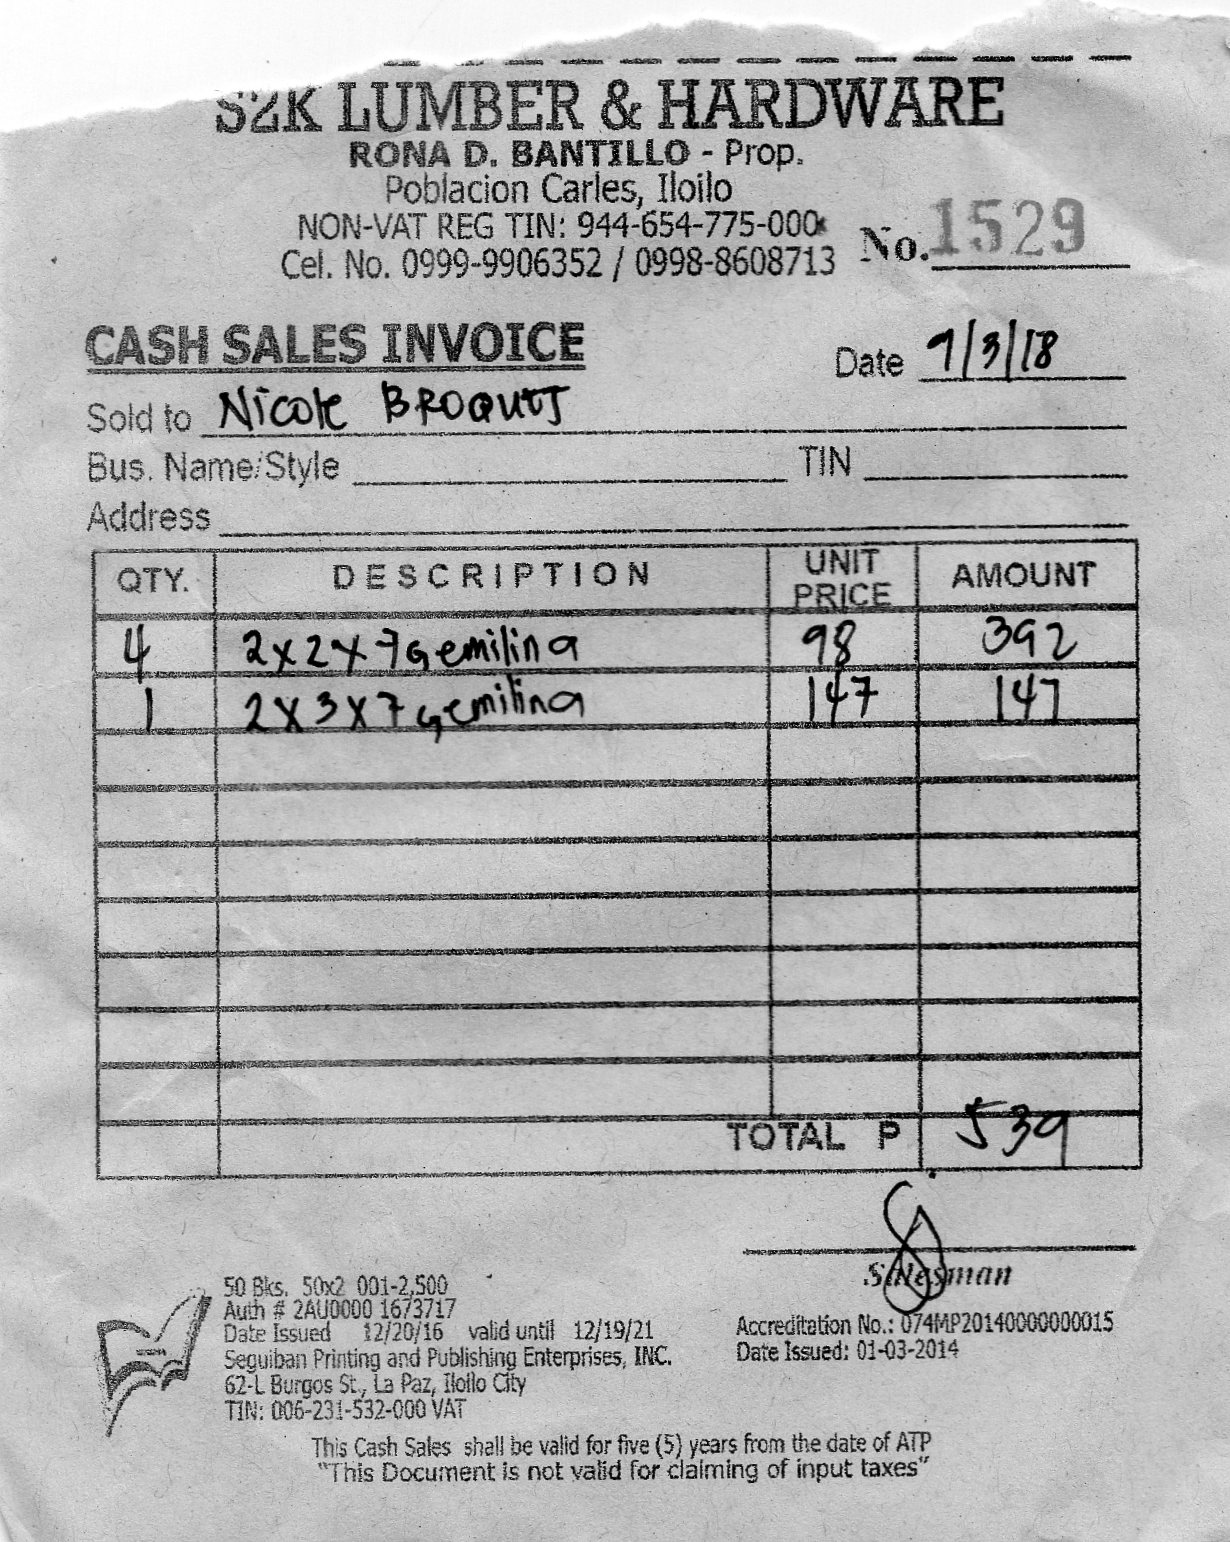 S2K LUMBER & HARDWARE
RONA D. BANTILLO - Prop.
Poblacion Carles, Iloilo
NON-VAT REG TIN: 944-654-775-000
Cel. No. 0999-9906352 / 0998-8608713
No. 1529
CASH SALES INVOICE
Date 9/3/18
Sold to Nicole BROQUES
Bus. Name/Style TIN
Address
QTY. DESCRIPTION UNIT PRICE AMOUNT
4 2x2x7 Gemilina 98 392
1 2x3x7 Gemilina 147 147
TOTAL P 539
Salesman
50 Bks. 50x2 001-2,500
Auth # 2AU0000 1673717
Date Issued 12/20/16 valid until 12/19/21
Seguiban Printing and Publishing Enterprises, INC.
62-L Burgos St., La Paz, Iloilo City
TIN: 006-231-532-000 VAT
Accreditation No.: 074MP20140000000015
Date Issued: 01-03-2014
This Cash Sales shall be valid for five (5) years from the date of ATP
"This Document is not valid for claiming of input taxes"